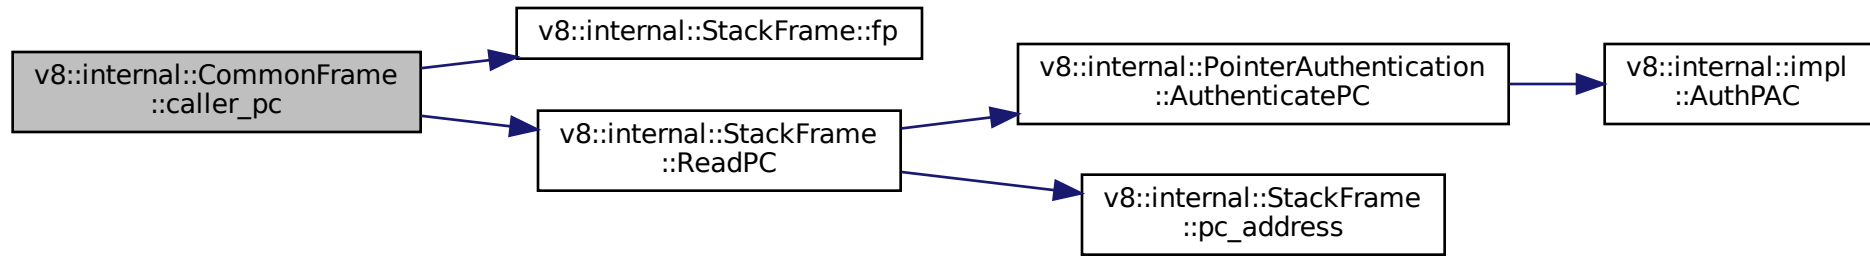 v8::internal::CommonFrame
::caller_pc
v8::internal::StackFrame::fp
v8::internal::StackFrame
::ReadPC
v8::internal::PointerAuthentication
::AuthenticatePC
v8::internal::impl
::AuthPAC
v8::internal::StackFrame
::pc_address